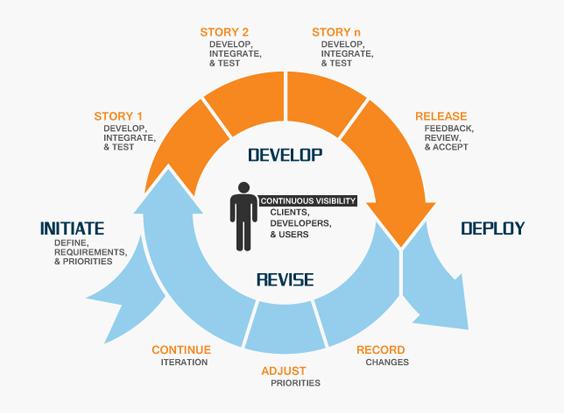 STORY 2
DEVELOP,
INTEGRATE,
& TEST
STORY n
DEVELOP,
INTEGRATE,
& TEST
STORY 1
DEVELOP,
INTEGRATE,
& TEST
RELEASE
FEEDBACK,
REVIEW,
& ACCEPT
DEVELOP
CONTINUOUS VISIBILITY
CLIENTS,
DEVELOPERS,
& USERS
INITIATE
DEFINE,
REQUIREMENTS,
& PRIORITIES
DEPLOY
REVISE
CONTINUE
ITERATION
ADJUST
PRIORITIES
RECORD
CHANGES